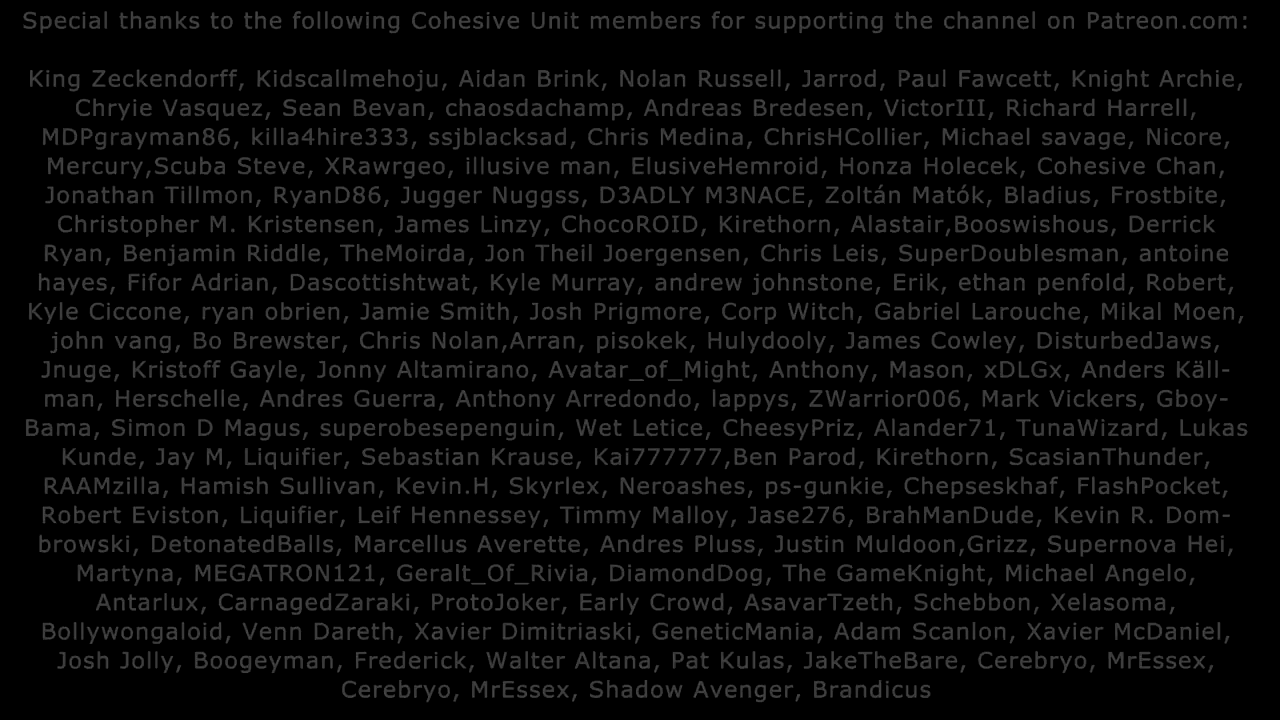 Special thanks to the following Cohesive Unit members for supporting the channel on Patreon.com:
King Zeckendorff, Kidscallmehoju, Aidan Brink, Nolan Russell, Jarrod, Paul Fawcett, Knight Archie,
Chryie Vasquez, Sean Bevan, chaosdachamp, Andreas Bredesen, VictorIII, Richard Harrell,
MDPgrayman86, killa4hire333, ssjblacksad, Chris Medina, ChrisHCollier, Michael savage, Nicore,
Mercury,Scuba Steve, XRawrgeo, illusive man, ElusiveHemroid, Honza Holecek, Cohesive Chan,
Jonathan Tillmon, RyanD86, Jugger Nuggss, D3ADLY M3NACE, Zoltán Matók, Bladius, Frostbite,
Christopher M. Kristensen, James Linzy, ChocoROID, Kirethorn, Alastair,Booswishous, Derrick
Ryan, Benjamin Riddle, TheMoirda, Jon Theil Joergensen, Chris Leis, SuperDoublesman, antoine
hayes, Fifor Adrian, Dascottishtwat, Kyle Murray, andrew johnstone, Erik, ethan penfold, Robert,
Kyle Ciccone, ryan obrien, Jamie Smith, Josh Prigmore, Corp Witch, Gabriel Larouche, Mikal Moen,
john vang, Bo Brewster, Chris Nolan,Arran, pisokek, Hulydooly, James Cowley, DisturbedJaws,
Jnuge, Kristoff Gayle, Jonny Altamirano, Avatar_of_Might, Anthony, Mason, xDLGx, Anders Käll-
man, Herschelle, Andres Guerra, Anthony Arredondo, lappys, ZWarrior006, Mark Vickers, Gboy-
Bama, Simon D Magus, superobesepenguin, Wet Letice, CheesyPriz, Alander71, TunaWizard, Lukas
Kunde, Jay M, Liquifier, Sebastian Krause, Kai777777,Ben Parod, Kirethorn, ScasianThunder,
RAAMzilla, Hamish Sullivan, Kevin.H, Skyrlex, Neroashes, ps-gunkie, Chepseskhaf, FlashPocket,
Robert Eviston, Liquifier, Leif Hennessey, Timmy Malloy, Jase276, BrahManDude, Kevin R. Dom-
browski, DetonatedBalls, Marcellus Averette, Andres Pluss, Justin Muldoon,Grizz, Supernova Hei,
Martyna, MEGATRON121, Geralt_Of_Rivia, DiamondDog, The GameKnight, Michael Angelo,
Antarlux, CarnagedZaraki, ProtoJoker, Early Crowd, AsavarTzeth, Schebbon, Xelasoma,
Bollywongaloid, Venn Dareth, Xavier Dimitriaski, GeneticMania, Adam Scanlon, Xavier McDaniel,
Josh Jolly, Boogeyman, Frederick, Walter Altana, Pat Kulas, JakeTheBare, Cerebryo, MrEssex,
Cerebryo, MrEssex, Shadow Avenger, Brandicus